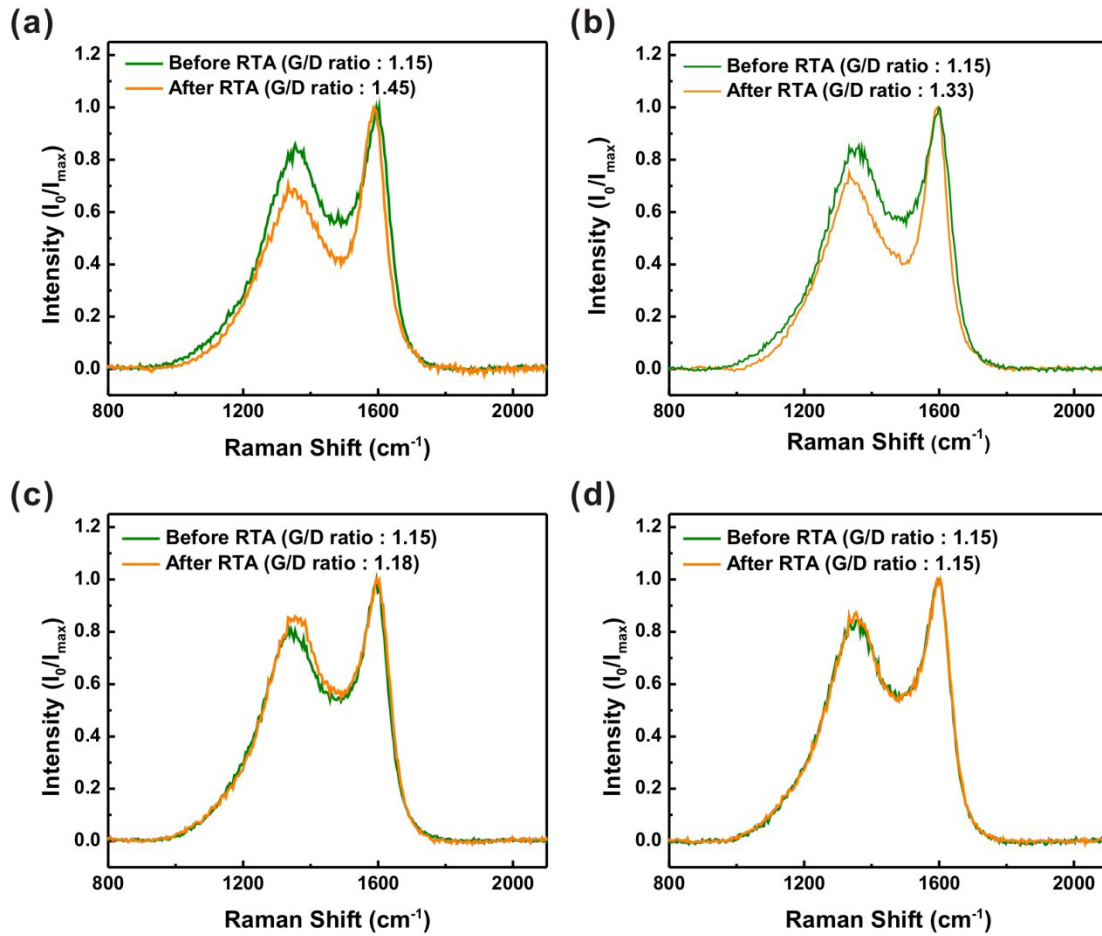 (a)
1.2
1.0
0.8
0.6
0.4
0.2
0.0
Intensity (I₀/Iₘₐₓ)
Before RTA (G/D ratio : 1.15)
After RTA (G/D ratio : 1.45)
800 1200 1600 2000
Raman Shift (cm⁻¹)
(b)
1.2
1.0
0.8
0.6
0.4
0.2
0.0
Intensity (I₀/Iₘₐₓ)
Before RTA (G/D ratio : 1.15)
After RTA (G/D ratio : 1.33)
800 1200 1600 2000
Raman Shift (cm⁻¹)
(c)
1.2
1.0
0.8
0.6
0.4
0.2
0.0
Intensity (I₀/Iₘₐₓ)
Before RTA (G/D ratio : 1.15)
After RTA (G/D ratio : 1.18)
800 1200 1600 2000
Raman Shift (cm⁻¹)
(d)
1.2
1.0
0.8
0.6
0.4
0.2
0.0
Intensity (I₀/Iₘₐₓ)
Before RTA (G/D ratio : 1.15)
After RTA (G/D ratio : 1.15)
800 1200 1600 2000
Raman Shift (cm⁻¹)